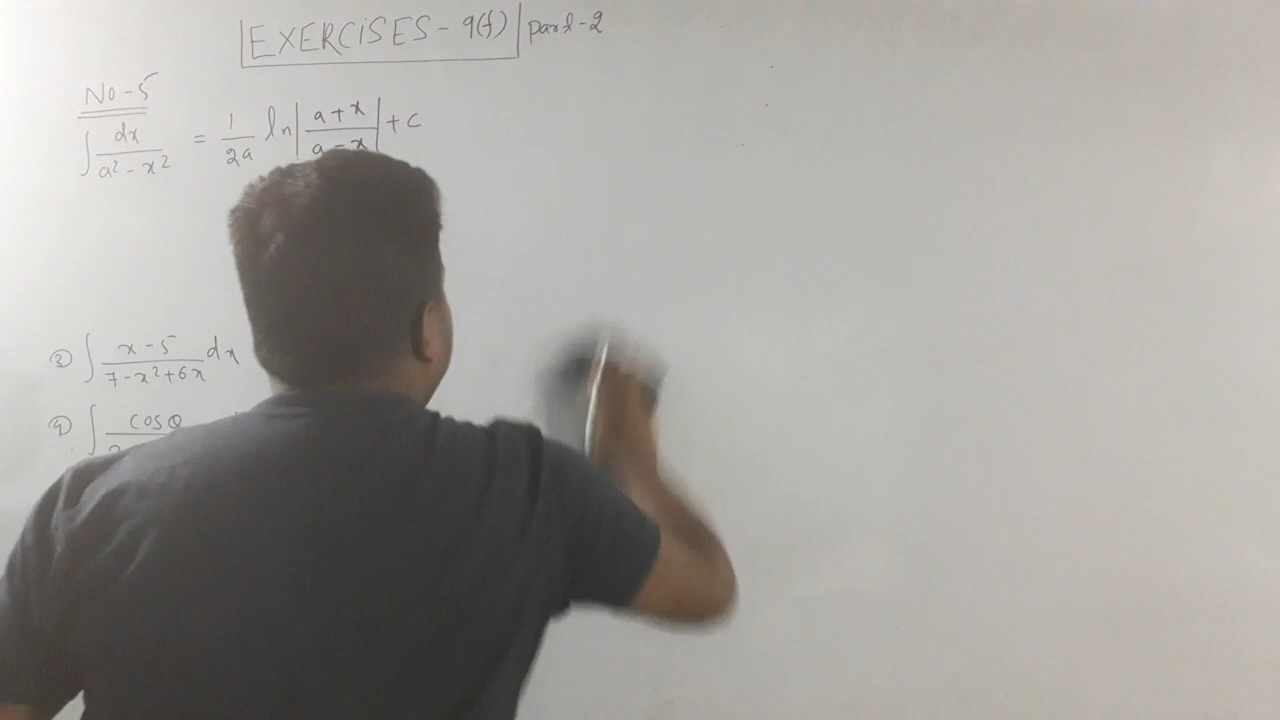 EXERCISES - 9(f) part-2
No-5
∫ dx / (a² - x²) = 1/2a ln| (a+x) / (a-x) | + c
③ ∫ (x-5) / (7-x²+6x) dx
④ ∫ cosθ